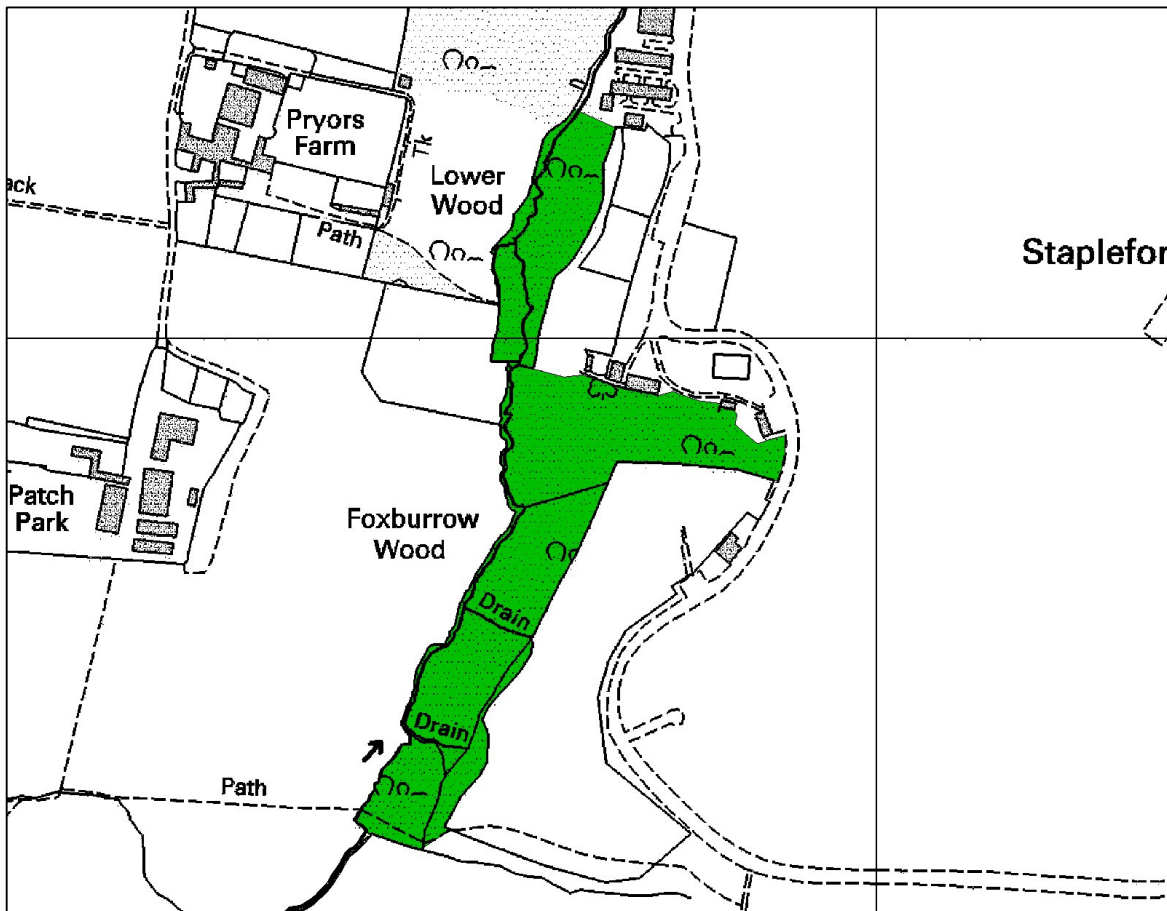 Pryors
Farm
Tk
Lower
Wood
ack
Path
Staplefor
Patch
Park
Foxburrow
Wood
Drain
Drain
Path